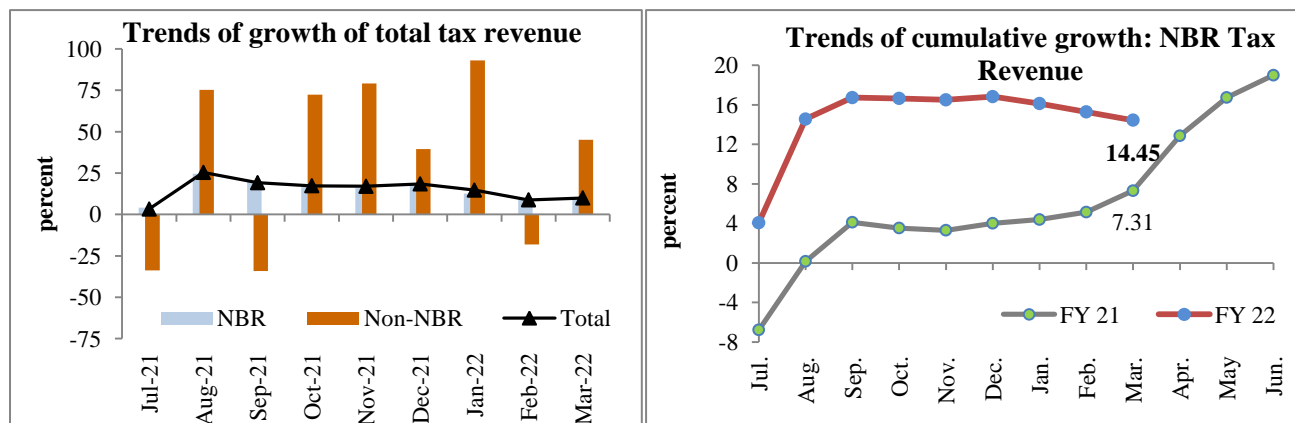 Trends of growth of total tax revenue
100
75
50
25
0
-25
-50
-75
percent
NBR
Non-NBR
Total
Jul-21
Aug-21
Sep-21
Oct-21
Nov-21
Dec-21
Jan-22
Feb-22
Mar-22
Trends of cumulative growth: NBR Tax
Revenue
20
16
12
8
4
0
-4
-8
percent
14.45
7.31
FY 21
FY 22
Jul.
Aug.
Sep.
Oct.
Nov.
Dec.
Jan.
Feb.
Mar.
Apr.
May
Jun.